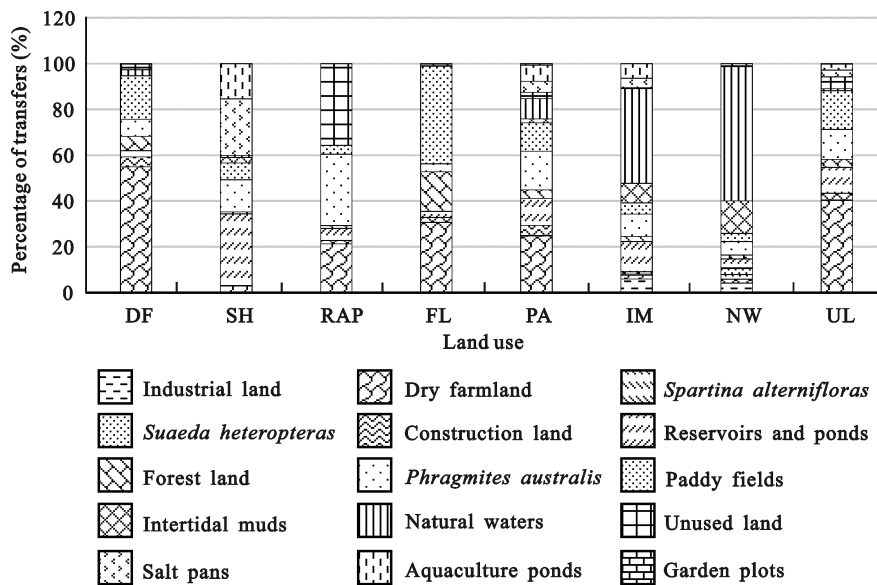 120
100
80
60
40
20
0
Percentage of transfers (%)
DF SH RAP FL PA IM NW UL
Land use
Industrial land Dry farmland Spartina alternifloras
Suaeda heteropteras Construction land Reservoirs and ponds
Forest land Phragmites australis Paddy fields
Intertidal muds Natural waters Unused land
Salt pans Aquaculture ponds Garden plots